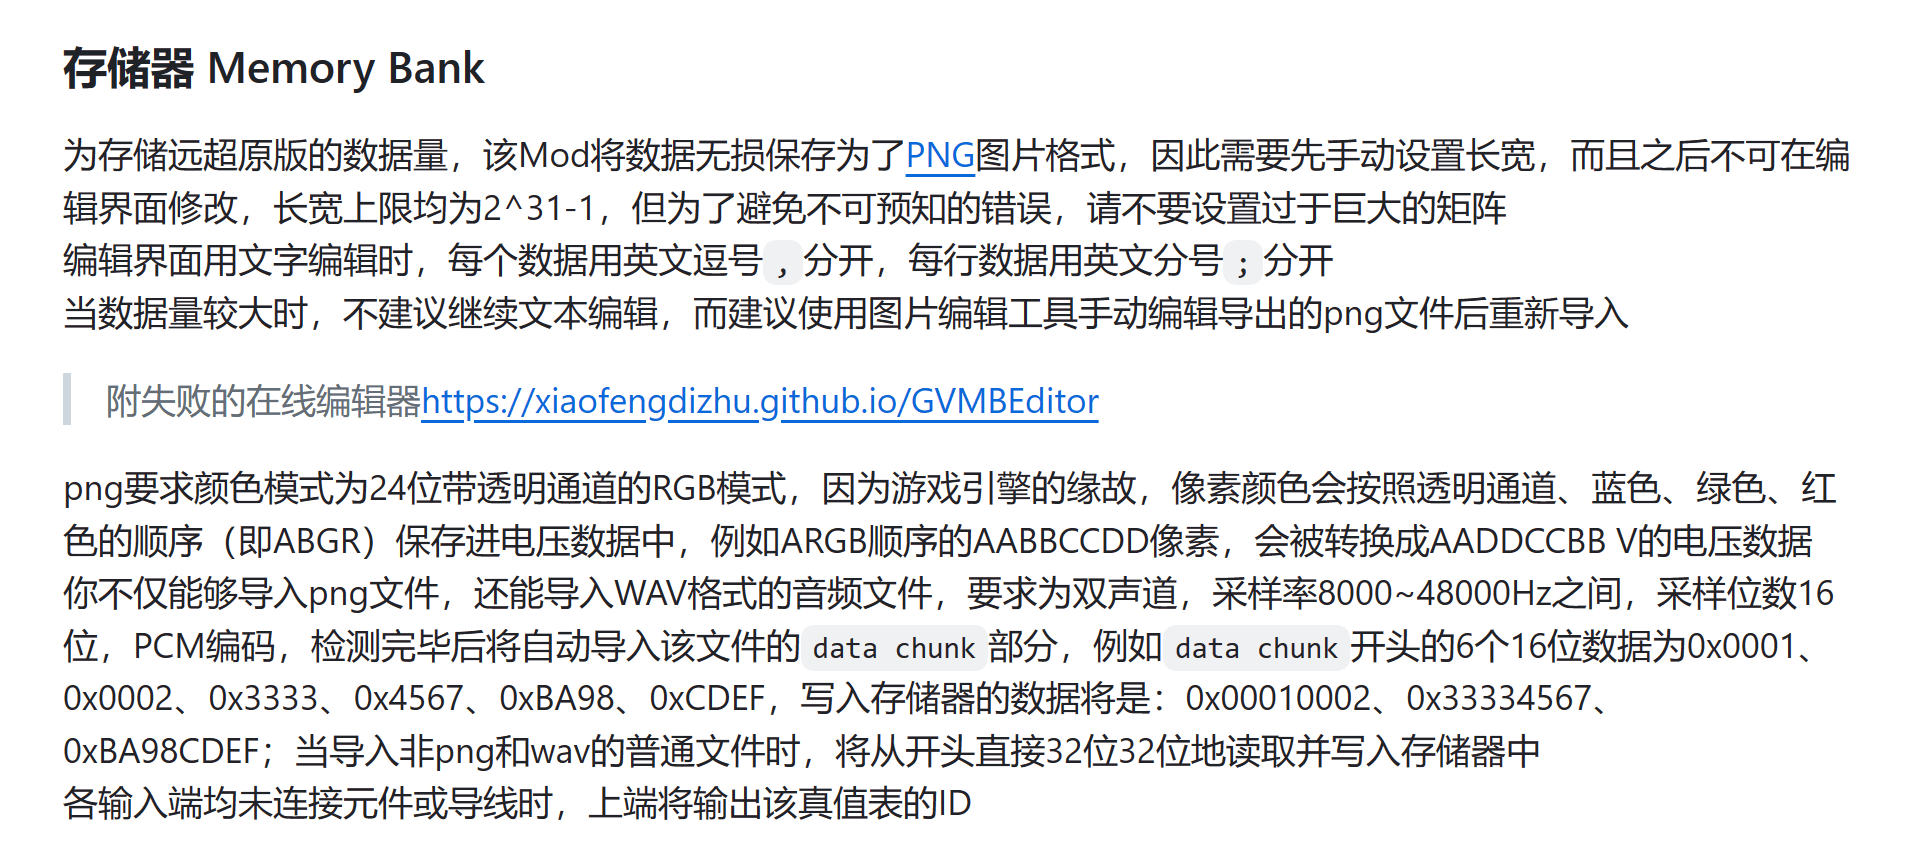 存储器 Memory Bank
为存储远超原版的数据量，该Mod将数据无损保存为了PNG图片格式，因此需要先手动设置长宽，而且之后不可在编
辑界面修改，长宽上限均为2^31-1，但为了避免不可预知的错误，请不要设置过于巨大的矩阵
编辑界面用文字编辑时，每个数据用英文逗号 , 分开，每行数据用英文分号 ; 分开
当数据量较大时，不建议继续文本编辑，而建议使用图片编辑工具手动编辑导出的png文件后重新导入
附失败的在线编辑器https://xiaofengdizhu.github.io/GVMBEditor
png要求颜色模式为24位带透明通道的RGB模式，因为游戏引擎的缘故，像素颜色会按照透明通道、蓝色、绿色、红
色的顺序（即ABGR）保存进电压数据中，例如ARGB顺序的AABBCCDD像素，会被转换成AADDCCBB V的电压数据
你不仅能够导入png文件，还能导入WAV格式的音频文件，要求为双声道，采样率8000~48000Hz之间，采样位数16
位，PCM编码，检测完毕后将自动导入该文件的 data chunk 部分，例如 data chunk 开头的6个16位数据为0x0001、
0x0002、0x3333、0x4567、0xBA98、0xCDEF，写入存储器的数据将是：0x00010002、0x33334567、
0xBA98CDEF；当导入非png和wav的普通文件时，将从开头直接32位32位地读取并写入存储器中
各输入端均未连接元件或导线时，上端将输出该真值表的ID